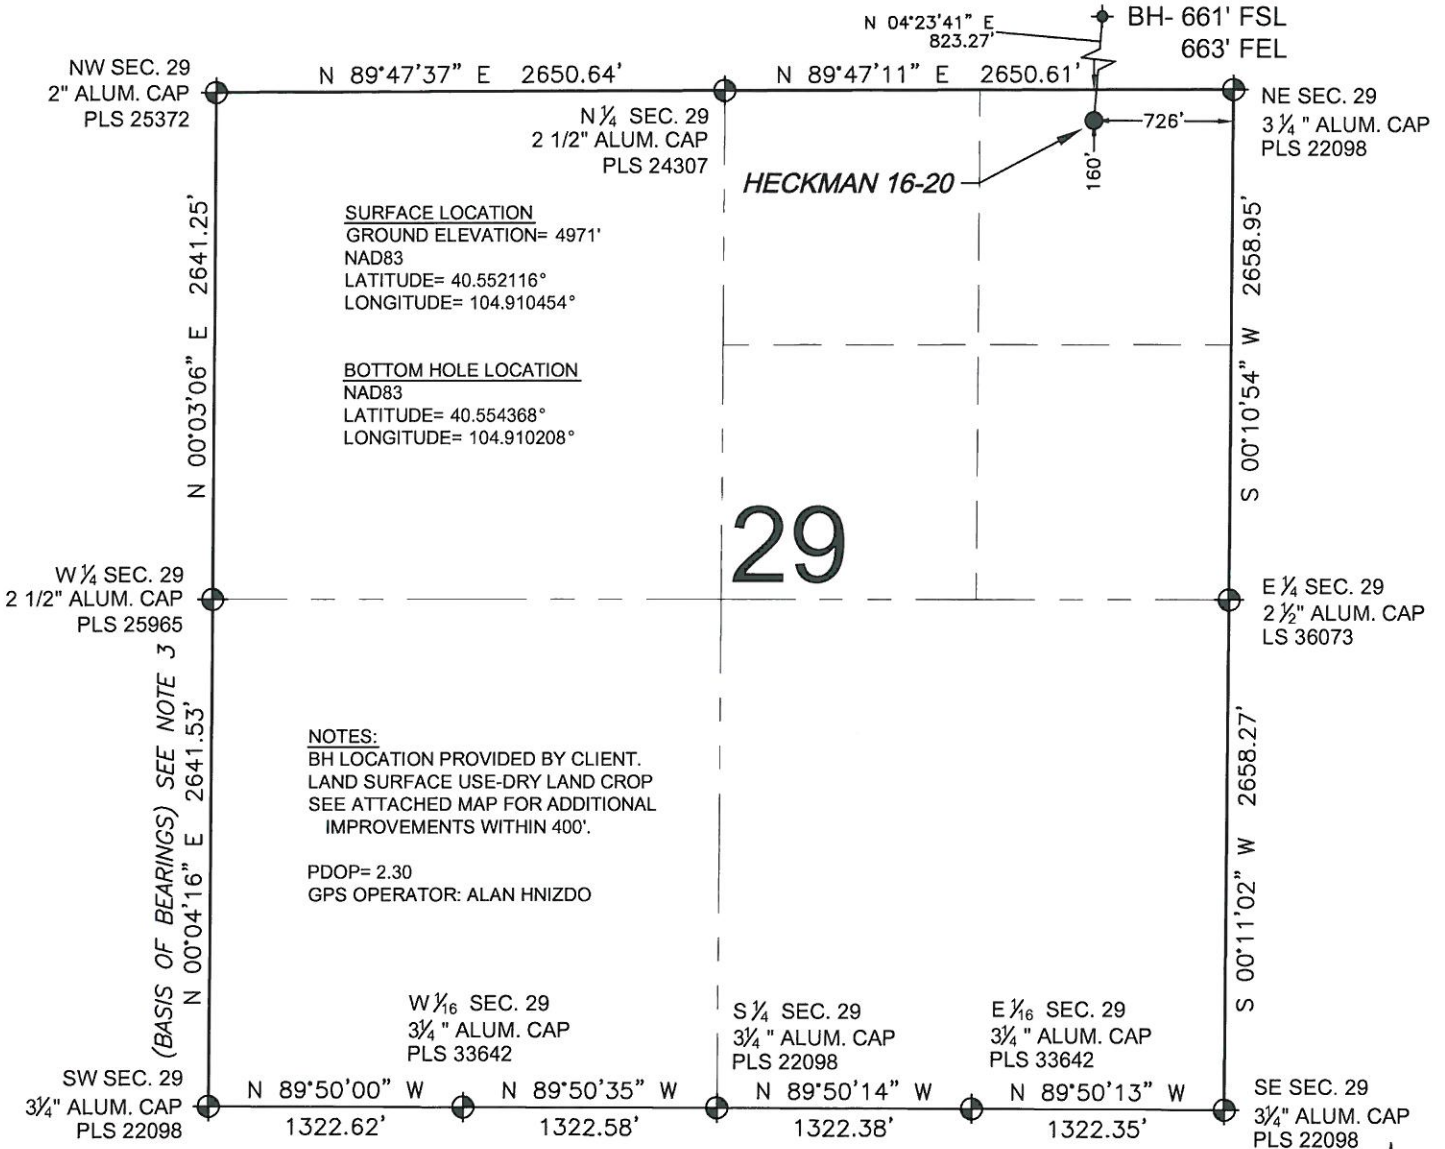 N 04°23'41" E
823.27'
BH- 661' FSL
663' FEL
NW SEC. 29
2" ALUM. CAP
PLS 25372
N 89°47'37" E 2650.64'
N 89°47'11" E 2650.61'
N ¼ SEC. 29
2 1/2" ALUM. CAP
PLS 24307
NE SEC. 29
3 ¼ " ALUM. CAP
PLS 22098
726'
160'
HECKMAN 16-20
SURFACE LOCATION
GROUND ELEVATION= 4971'
NAD83
LATITUDE= 40.552116°
LONGITUDE= 104.910454°
BOTTOM HOLE LOCATION
NAD83
LATITUDE= 40.554368°
LONGITUDE= 104.910208°
N 00°03'06" E 2641.25'
S 00°10'54" W 2658.95'
29
W ¼ SEC. 29
2 1/2" ALUM. CAP
PLS 25965
E ¼ SEC. 29
2 ½" ALUM. CAP
LS 36073
(BASIS OF BEARINGS) SEE NOTE 3
N 00°04'16" E 2641.53'
NOTES:
BH LOCATION PROVIDED BY CLIENT.
LAND SURFACE USE-DRY LAND CROP
SEE ATTACHED MAP FOR ADDITIONAL
IMPROVEMENTS WITHIN 400'.
PDOP= 2.30
GPS OPERATOR: ALAN HNIZDO
S 00°11'02" W 2658.27'
W 1⁄16 SEC. 29
3¼ " ALUM. CAP
PLS 33642
S ¼ SEC. 29
3¼ " ALUM. CAP
PLS 22098
E 1⁄16 SEC. 29
3¼ " ALUM. CAP
PLS 33642
SW SEC. 29
3¼" ALUM. CAP
PLS 22098
N 89°50'00" W
1322.62'
N 89°50'35" W
1322.58'
N 89°50'14" W
1322.38'
N 89°50'13" W
1322.35'
SE SEC. 29
3¼" ALUM. CAP
PLS 22098